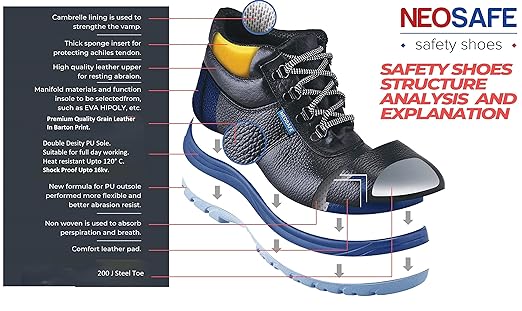 Cambrelle lining is used to
strengthe the vamp.
Thick sponge insert for
protecting achiles tendon.
High quality leather upper
for resting abraion.
Manifold materials and function
insole to be selectedfrom,
such as EVA HIPOLY, etc.
Premium Quality Grain Leather
In Barton Print.
Double Desity PU Sole.
Suitable for full day working.
Heat resistant Upto 120° C.
Shock Proof Upto 16kv.
New formula for PU outsole
performed more flexible and
better abrasion resist.
Non woven is used to absorb
perspiration and breath.
Comfort leather pad.
200 J Steel Toe
NEOSAFE
safety shoes
SAFETY SHOES
STRUCTURE
ANALYSIS AND
EXPLANATION